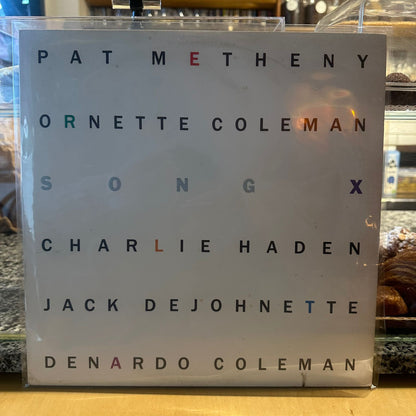 PAT METHENY
ORNETTE COLEMAN
SONG X
CHARLIE HADEN
JACK DEJOHNETTE
DENARDO COLEMAN